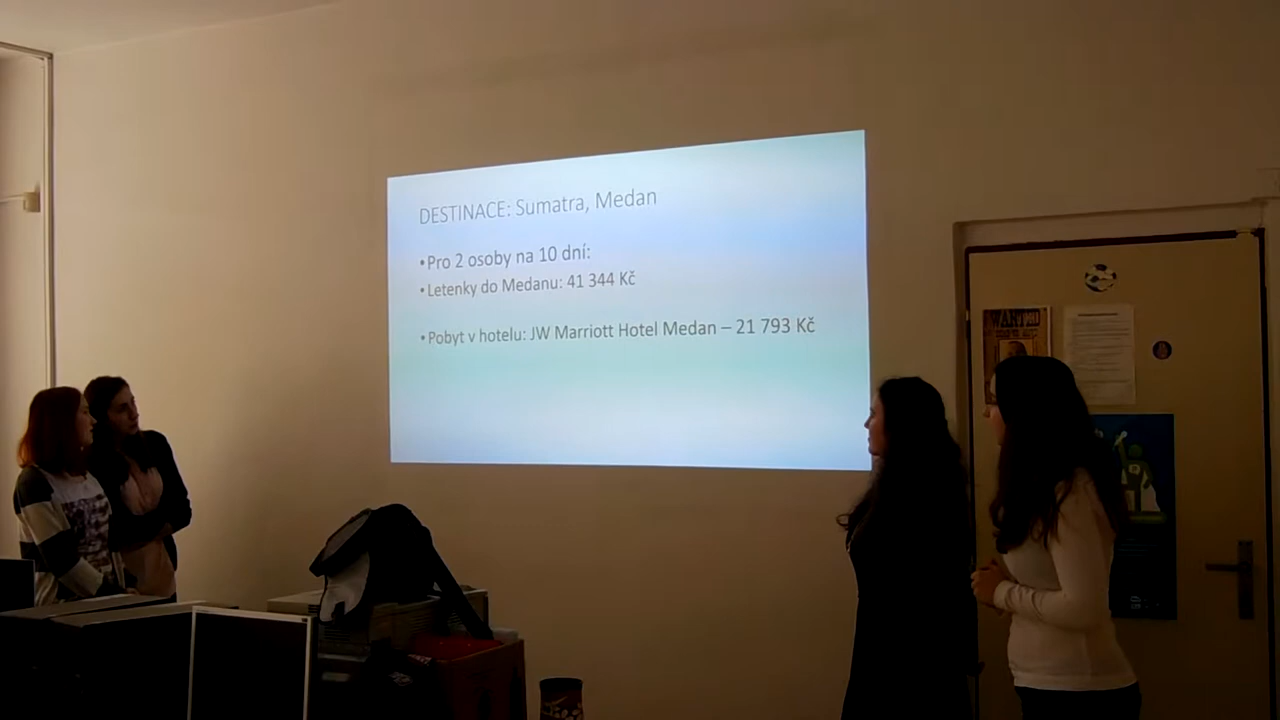 DESTINACE: Sumatra, Medan
•Pro 2 osoby na 10 dní:
•Letenky do Medanu: 41 344 Kč
•Pobyt v hotelu: JW Marriott Hotel Medan – 21 793 Kč
WANTED